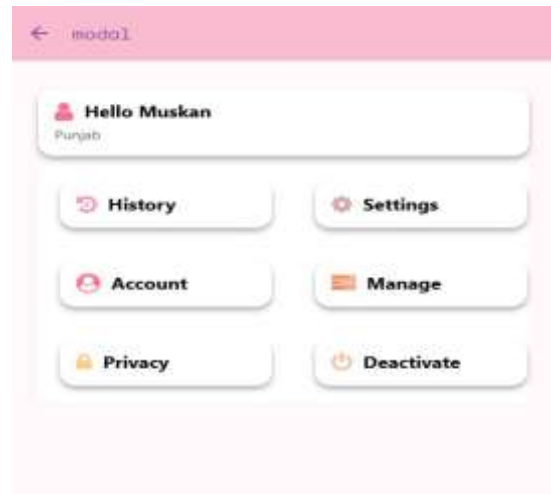 modal
Hello Muskan
Punjab
History
Settings
Account
Manage
Privacy
Deactivate